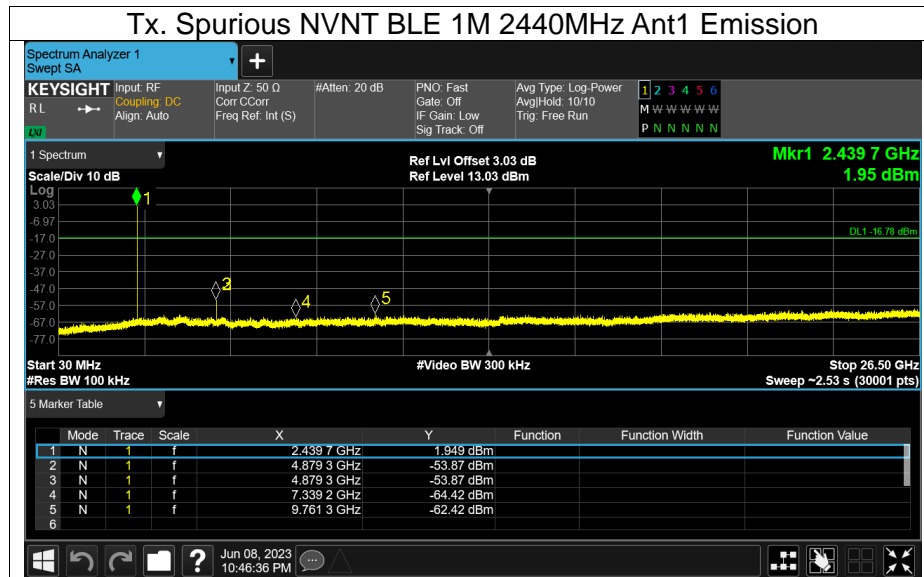 Tx. Spurious NVNT BLE 1M 2440MHz Ant1 Emission
Spectrum Analyzer 1
Swept SA
+
KEYSIGHT Input: RF Input Z: 50 Ω #Atten: 20 dB PNO: Fast Avg Type: Log-Power 1 2 3 4 5 6
RL Coupling: DC Corr CCorr Gate: Off Avg|Hold: 10/10 M W W W W W
Align: Auto Freq Ref: Int (S) IF Gain: Low Trig: Free Run
LXI Sig Track: Off P N N N N N
1 Spectrum Ref Lvl Offset 3.03 dB Mkr1 2.439 7 GHz
Scale/Div 10 dB Ref Level 13.03 dBm 1.95 dBm
Log
1
3.03
-6.97
-17.0 DL1 -16.78 dBm
-27.0
-37.0
-47.0
-57.0 4 5
-67.0
-77.0
Start 30 MHz #Video BW 300 kHz Stop 26.50 GHz
#Res BW 100 kHz Sweep ~2.53 s (30001 pts)
5 Marker Table
Mode Trace Scale X Y Function Function Width Function Value
1 N 1 f 2.439 7 GHz 1.949 dBm
2 N 1 f 4.879 3 GHz -53.87 dBm
3 N 1 f 4.879 3 GHz -53.87 dBm
4 N 1 f 7.339 2 GHz -64.42 dBm
5 N 1 f 9.761 3 GHz -62.42 dBm
6
? Jun 08, 2023
10:46:36 PM